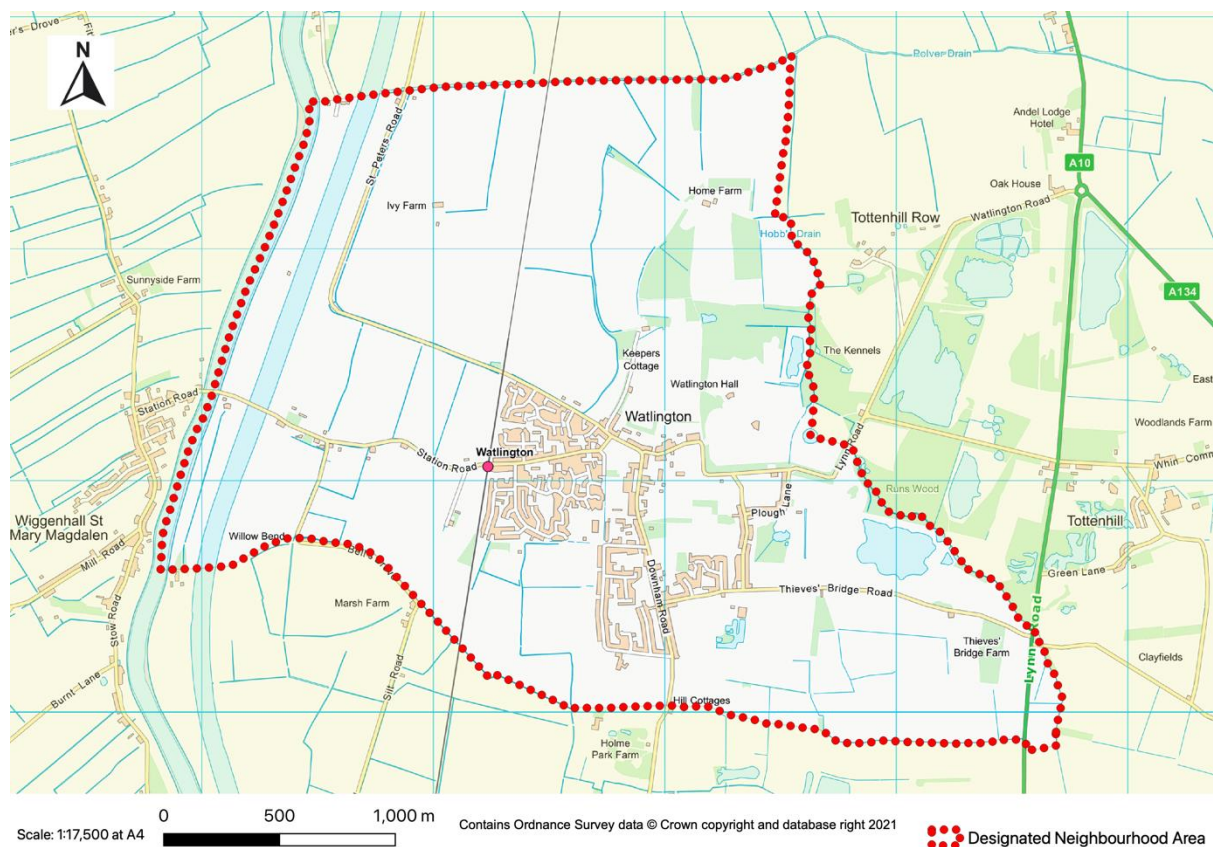 er's Drove
N
St. Peters Road
Polver Drain
Andel Lodge
Hotel
A10
Oak House
Watlington Road
Home Farm
Ivy Farm
Tottenhill Row
Hobb's Drain
Sunnyside Farm
A134
The Kennels
Keepers
Cottage
Watlington Hall
Station Road
Watlington
Woodlands Farm
East
Station Road
Watlington
Lynn Road
Whin Comm
Runs Wood
Plough Lane
Tottenhill
Wiggenhall St
Mary Magdalen
Mill Road
Willow Bend
Green Lane
Downham Road
Thieves' Bridge Road
Marsh Farm
Stow Road
Thieves'
Bridge Farm
Lynn Road
Clayfields
Silt Road
Burnt Lane
Hill Cottages
Holme
Park Farm
Scale: 1:17,500 at A4
0 500 1,000 m
Contains Ordnance Survey data © Crown copyright and database right 2021
Designated Neighbourhood Area